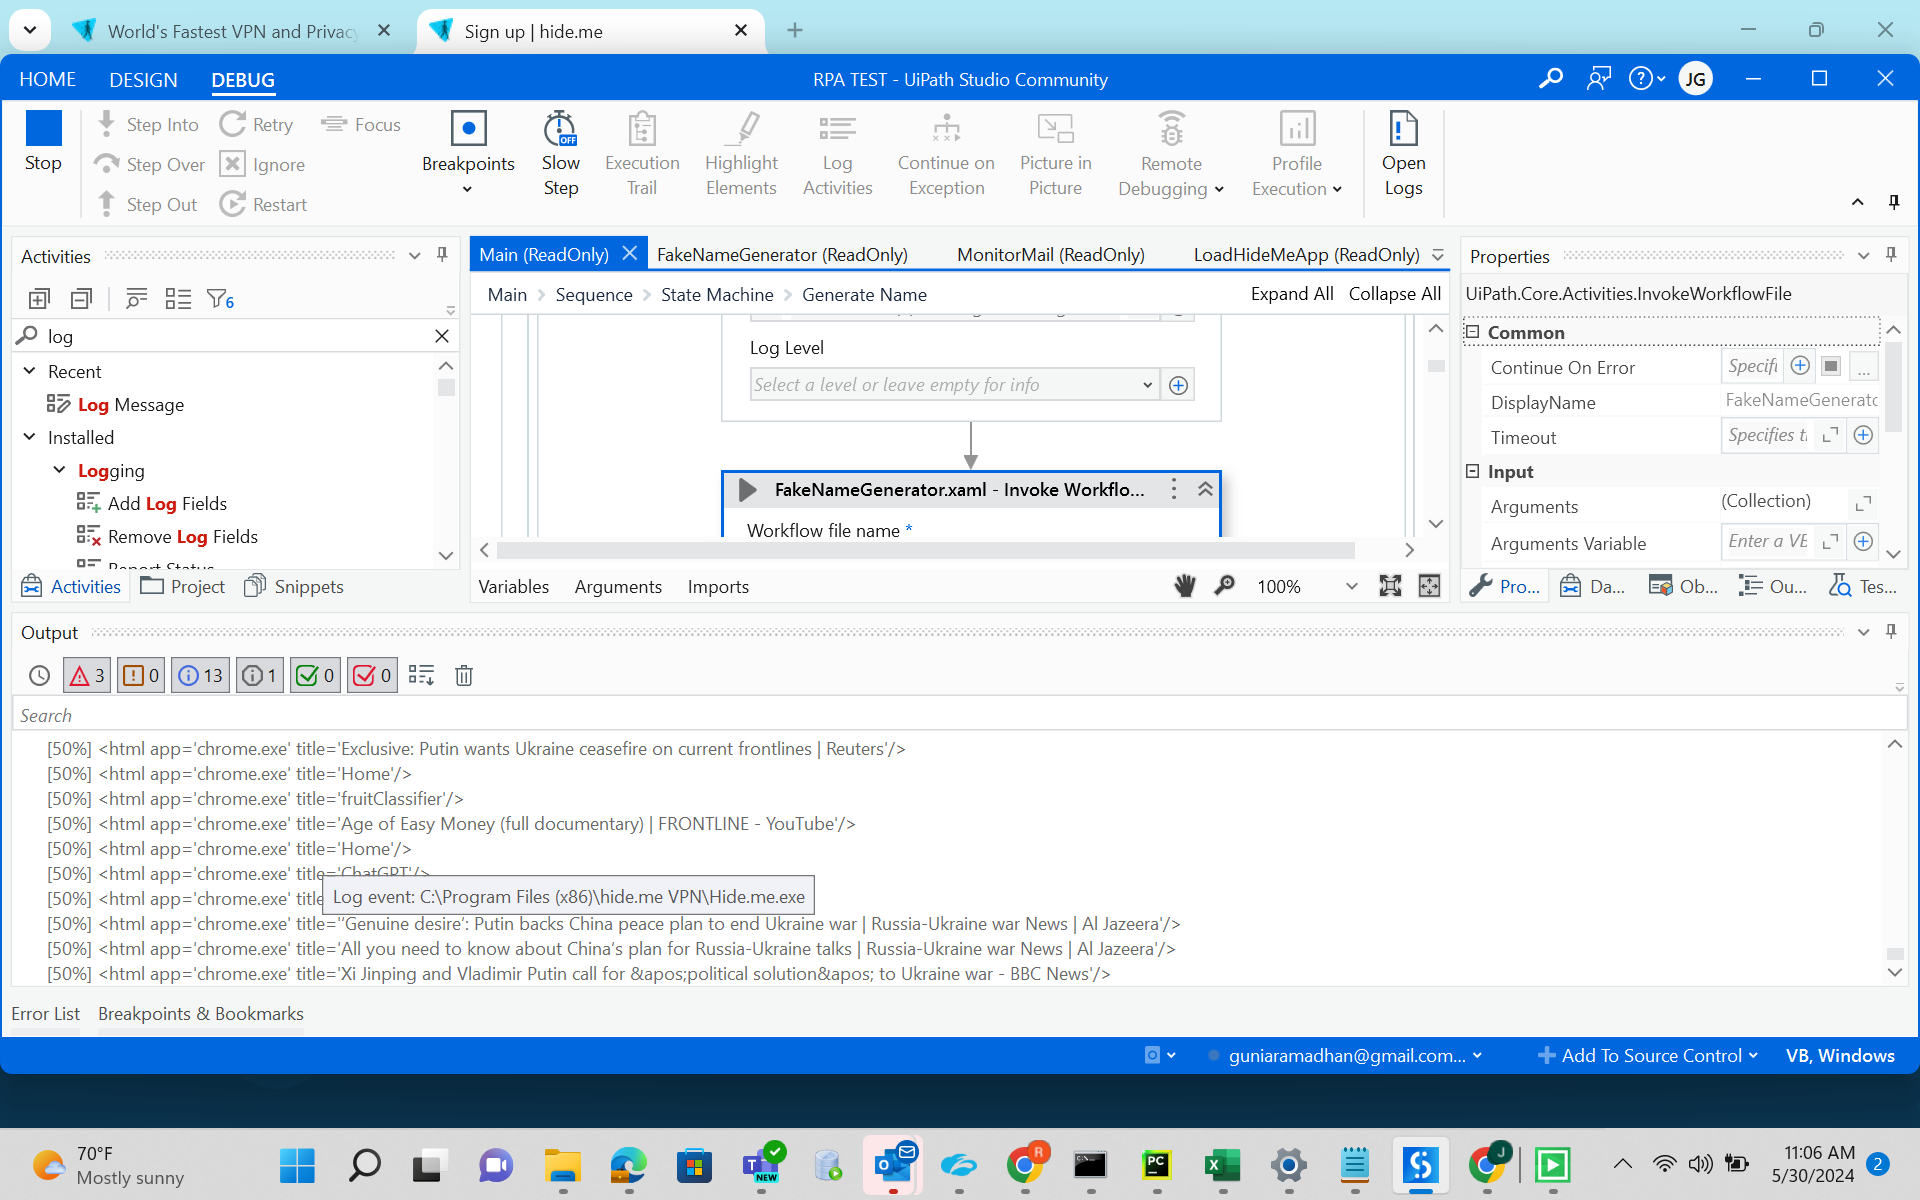 World's Fastest VPN and Privacy
Sign up | hide.me
HOME
DESIGN
DEBUG
RPA TEST - UiPath Studio Community
JG
Stop
Step Into
Step Over
Step Out
Retry
Ignore
Restart
Focus
Breakpoints
OFF
Slow Step
Execution Trail
Highlight Elements
Log Activities
Continue on Exception
Picture in Picture
Remote Debugging
Profile Execution
Open Logs
Activities
6
log
Recent
Log Message
Installed
Logging
Add Log Fields
Remove Log Fields
Report Status
Activities
Project
Snippets
Main (ReadOnly)
FakeNameGenerator (ReadOnly)
MonitorMail (ReadOnly)
LoadHideMeApp (ReadOnly)
Main > Sequence > State Machine > Generate Name
Expand All
Collapse All
Log Level
Select a level or leave empty for info
FakeNameGenerator.xaml - Invoke Workflo...
Workflow file name *
Variables
Arguments
Imports
100%
Properties
UiPath.Core.Activities.InvokeWorkflowFile
Common
Continue On Error
Specifi
...
DisplayName
FakeNameGeneratc
Timeout
Specifies ti
Input
Arguments
(Collection)
Arguments Variable
Enter a VB
Pro...
Da...
Ob...
Ou...
Tes...
Output
3
0
13
1
0
0
Search
[50%] <html app='chrome.exe' title='Exclusive: Putin wants Ukraine ceasefire on current frontlines | Reuters'/>
[50%] <html app='chrome.exe' title='Home'/>
[50%] <html app='chrome.exe' title='fruitClassifier'/>
[50%] <html app='chrome.exe' title='Age of Easy Money (full documentary) | FRONTLINE - YouTube'/>
[50%] <html app='chrome.exe' title='Home'/>
[50%] <html app='chrome.exe' title='ChatGPT'/>
[50%] <html app='chrome.exe' title
Log event: C:\Program Files (x86)\hide.me VPN\Hide.me.exe
[50%] <html app='chrome.exe' title='‘Genuine desire’: Putin backs China peace plan to end Ukraine war | Russia-Ukraine war News | Al Jazeera'/>
[50%] <html app='chrome.exe' title='All you need to know about China’s plan for Russia-Ukraine talks | Russia-Ukraine war News | Al Jazeera'/>
[50%] <html app='chrome.exe' title='Xi Jinping and Vladimir Putin call for &apos;political solution&apos; to Ukraine war - BBC News'/>
Error List
Breakpoints & Bookmarks
guniaramadhan@gmail.com...
Add To Source Control
VB, Windows
70°F
Mostly sunny
NEW
R
PC
J
11:06 AM
5/30/2024
2